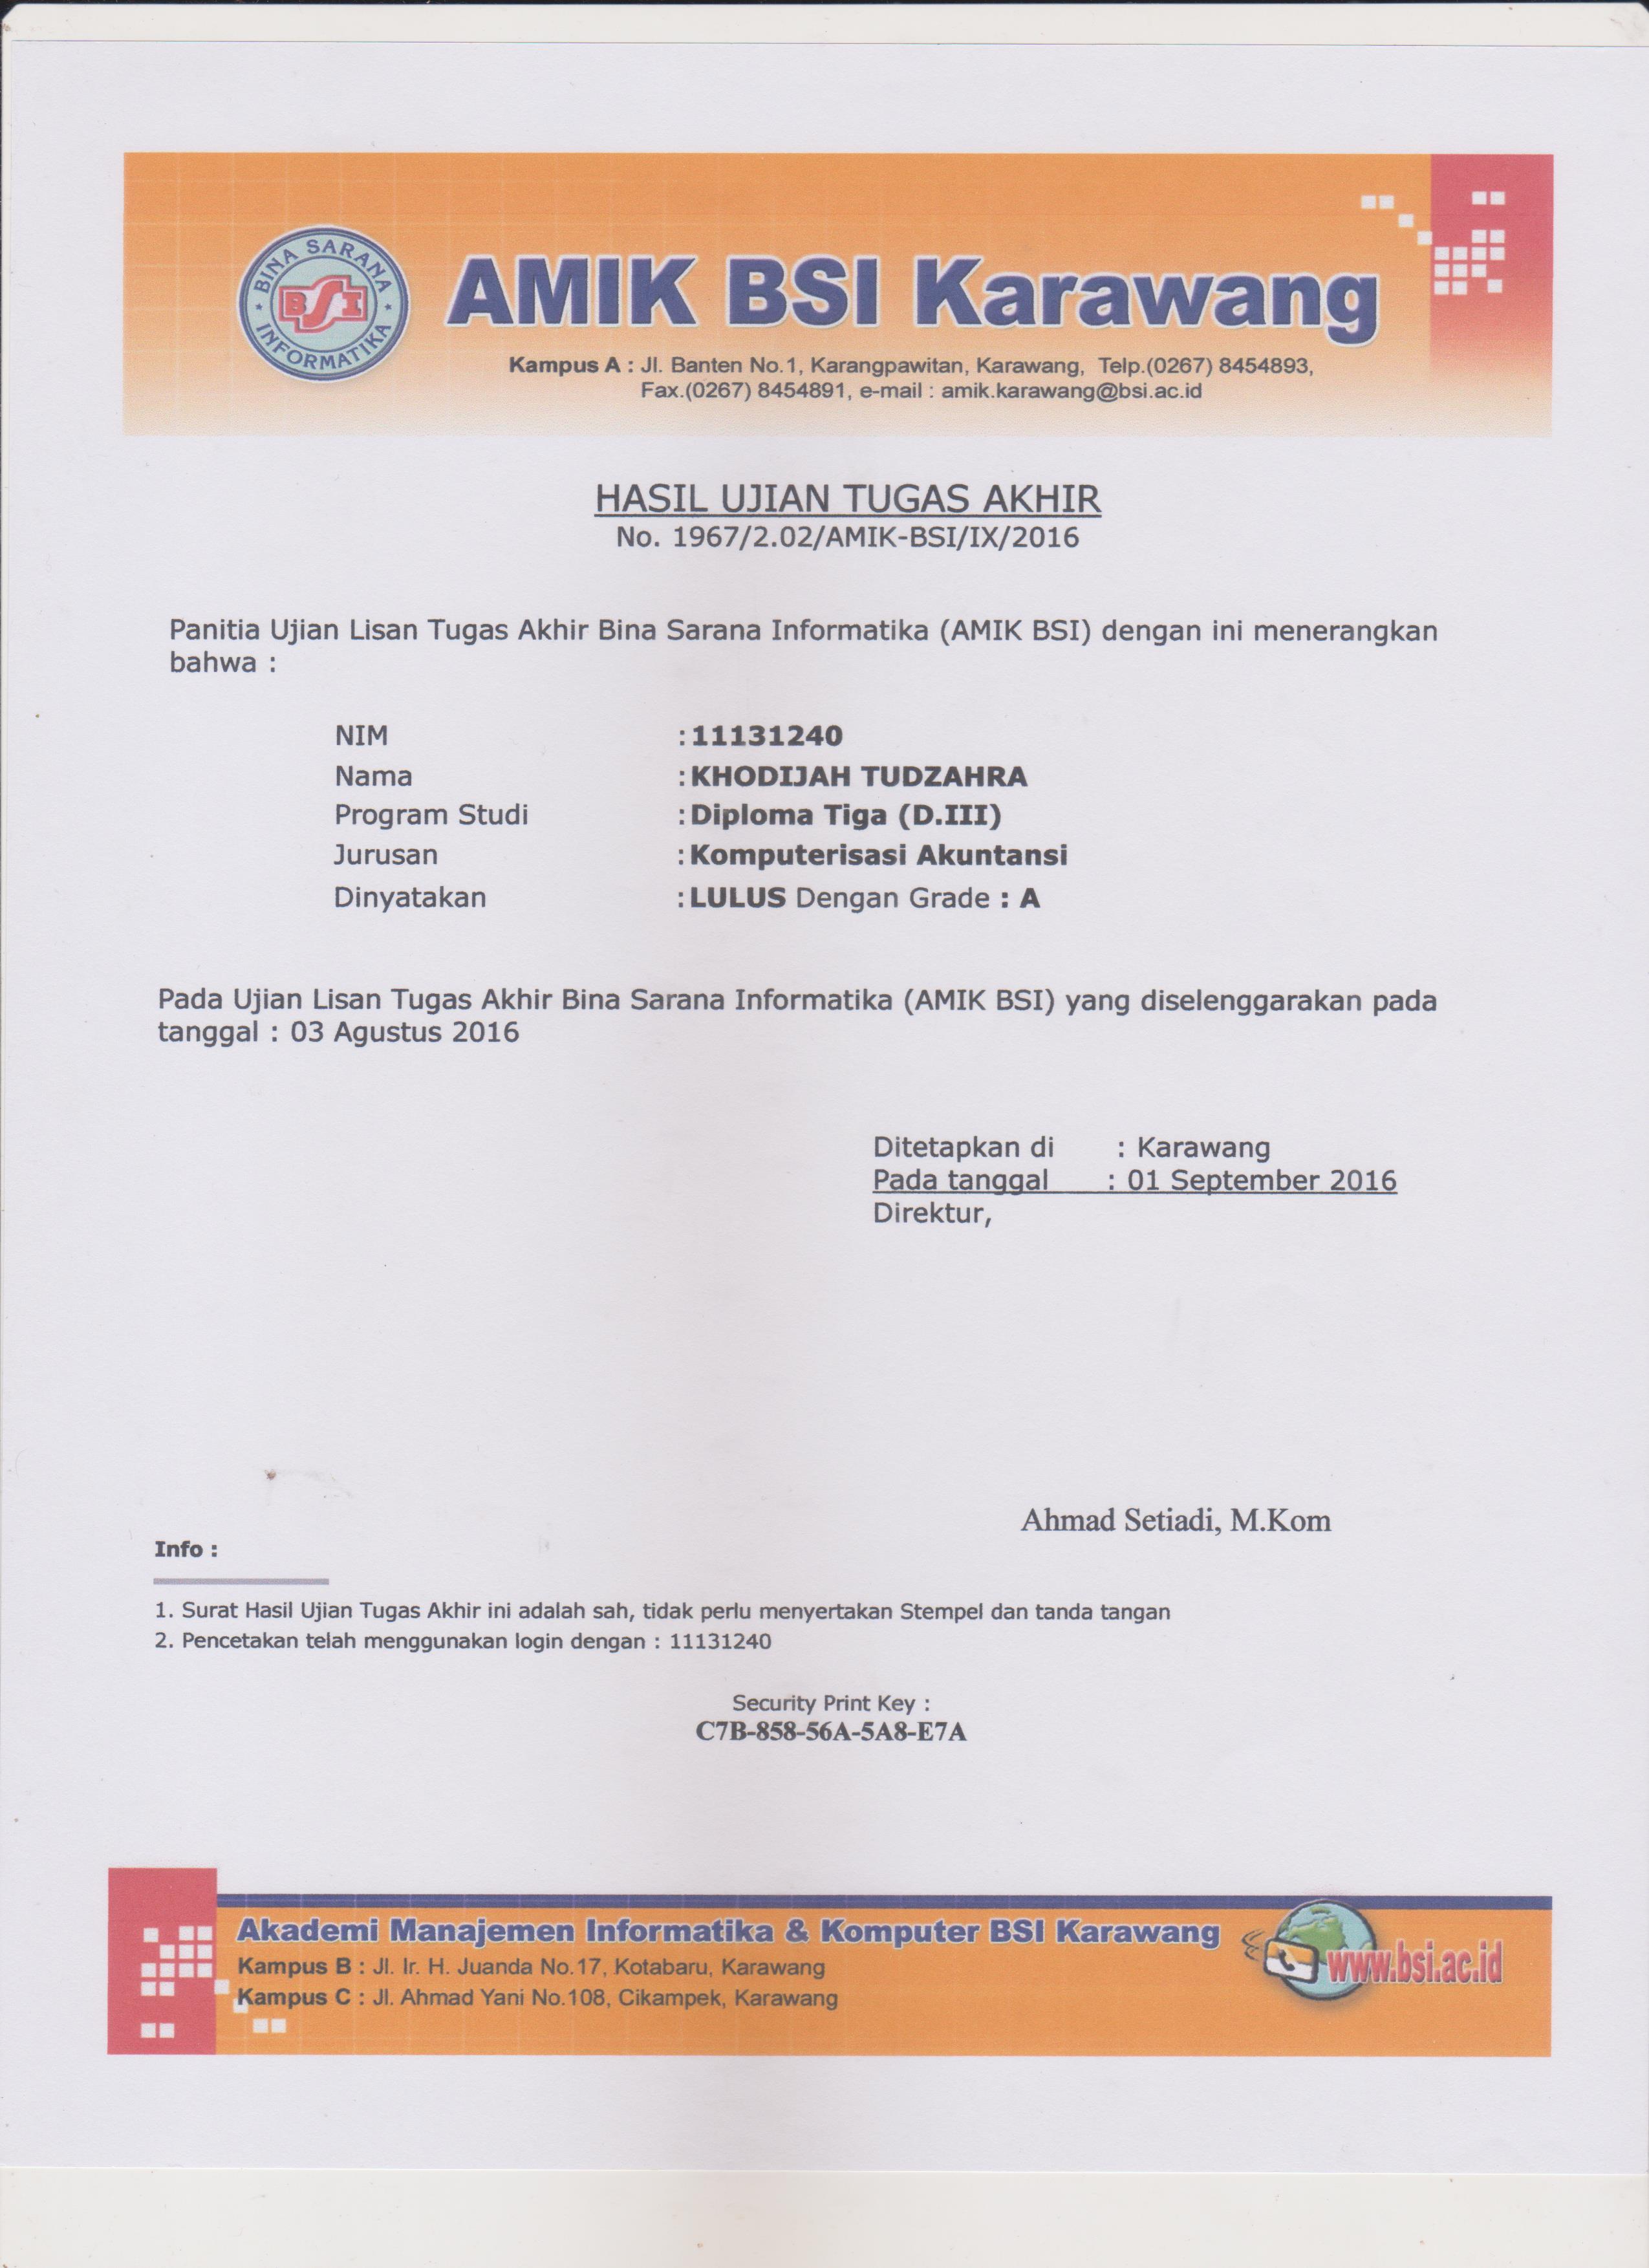 BINA SARANA
BSI
INFORMATIKA
AMIK BSI Karawang
Kampus A : Jl. Banten No.1, Karangpawitan, Karawang, Telp.(0267) 8454893,
Fax.(0267) 8454891, e-mail : amik.karawang@bsi.ac.id
HASIL UJIAN TUGAS AKHIR
No. 1967/2.02/AMIK-BSI/IX/2016
Panitia Ujian Lisan Tugas Akhir Bina Sarana Informatika (AMIK BSI) dengan ini menerangkan
bahwa :
NIM : 11131240
Nama : KHODIJAH TUDZAHRA
Program Studi : Diploma Tiga (D.III)
Jurusan : Komputerisasi Akuntansi
Dinyatakan : LULUS Dengan Grade : A
Pada Ujian Lisan Tugas Akhir Bina Sarana Informatika (AMIK BSI) yang diselenggarakan pada
tanggal : 03 Agustus 2016
Ditetapkan di : Karawang
Pada tanggal : 01 September 2016
Direktur,
Ahmad Setiadi, M.Kom
Info :
1. Surat Hasil Ujian Tugas Akhir ini adalah sah, tidak perlu menyertakan Stempel dan tanda tangan
2. Pencetakan telah menggunakan login dengan : 11131240
Security Print Key :
C7B-858-56A-5A8-E7A
Akademi Manajemen Informatika & Komputer BSI Karawang
Kampus B : Jl. Ir. H. Juanda No.17, Kotabaru, Karawang
Kampus C : Jl. Ahmad Yani No.108, Cikampek, Karawang
www.bsi.ac.id